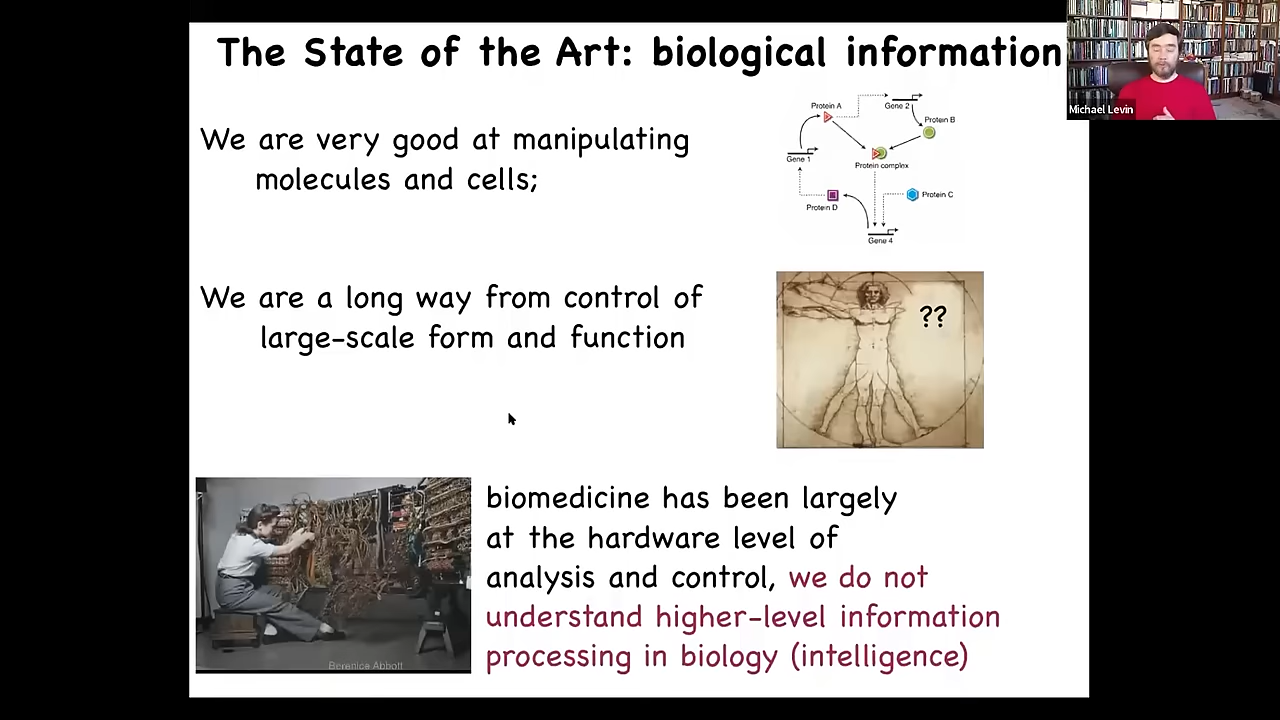 The State of the Art: biological information
Michael Levin
We are very good at manipulating
molecules and cells;
Protein A
Gene 2
Protein B
Gene 1
Protein complex
Protein D
Protein C
Gene 4
We are a long way from control of
large-scale form and function
??
biomedicine has been largely
at the hardware level of
analysis and control, we do not
understand higher-level information
processing in biology (intelligence)
Berenice Abbott